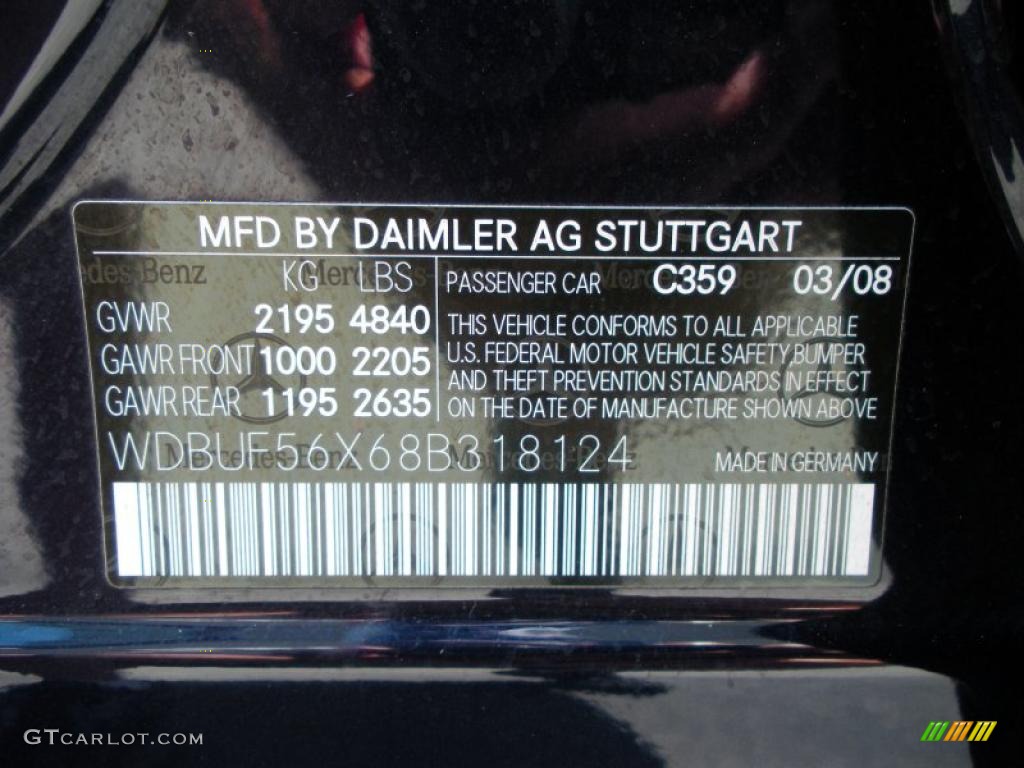 MFD BY DAIMLER AG STUTTGART
KG LBS
GVWR 2195 4840
GAWR FRONT 1000 2205
GAWR REAR 1195 2635
PASSENGER CAR C359 03/08
THIS VEHICLE CONFORMS TO ALL APPLICABLE
U.S. FEDERAL MOTOR VEHICLE SAFETY,BUMPER
AND THEFT PREVENTION STANDARDS IN EFFECT
ON THE DATE OF MANUFACTURE SHOWN ABOVE
WDBUF56X68B318124 MADE IN GERMANY
Mercedes-Benz
GTCARLOT.COM